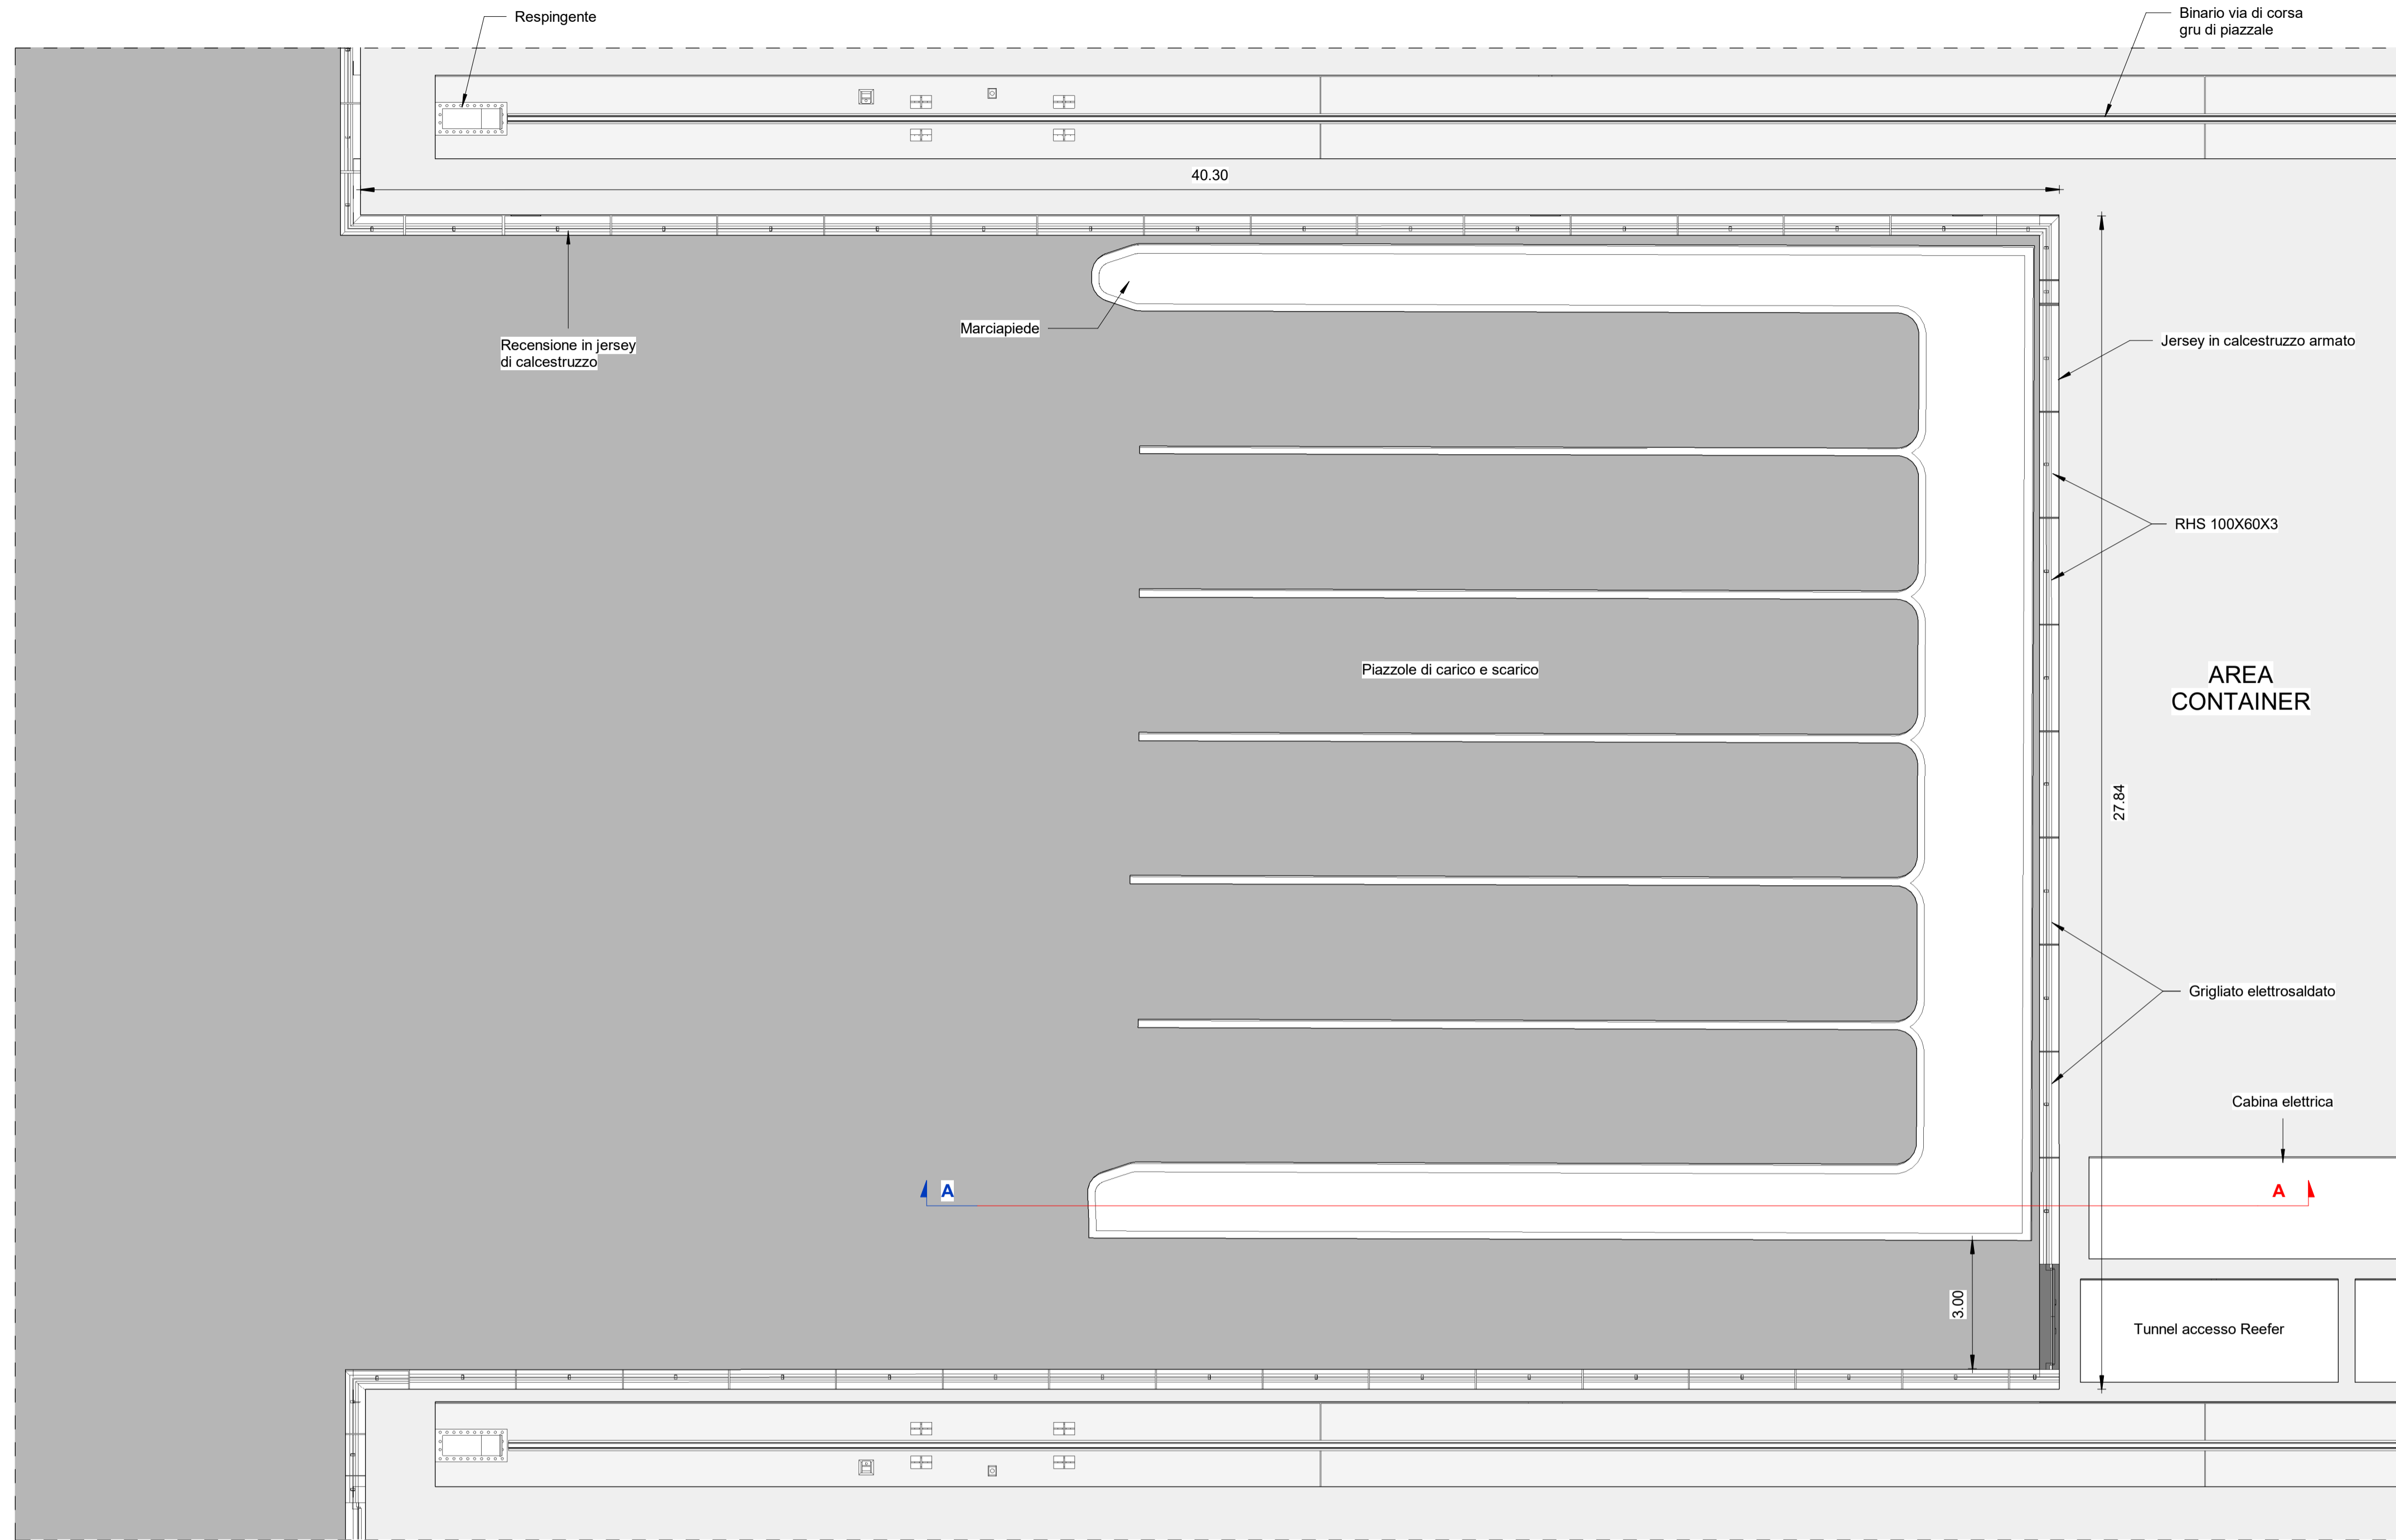 Respingente
Binario via di corsa
gru di piazzale
40.30
Recensione in jersey
di calcestruzzo
Marciapiede
Jersey in calcestruzzo armato
RHS 100X60X3
Piazzole di carico e scarico
AREA
CONTAINER
27.84
Grigliato elettrosaldato
Cabina elettrica
A
A
3.00
Tunnel accesso Reefer